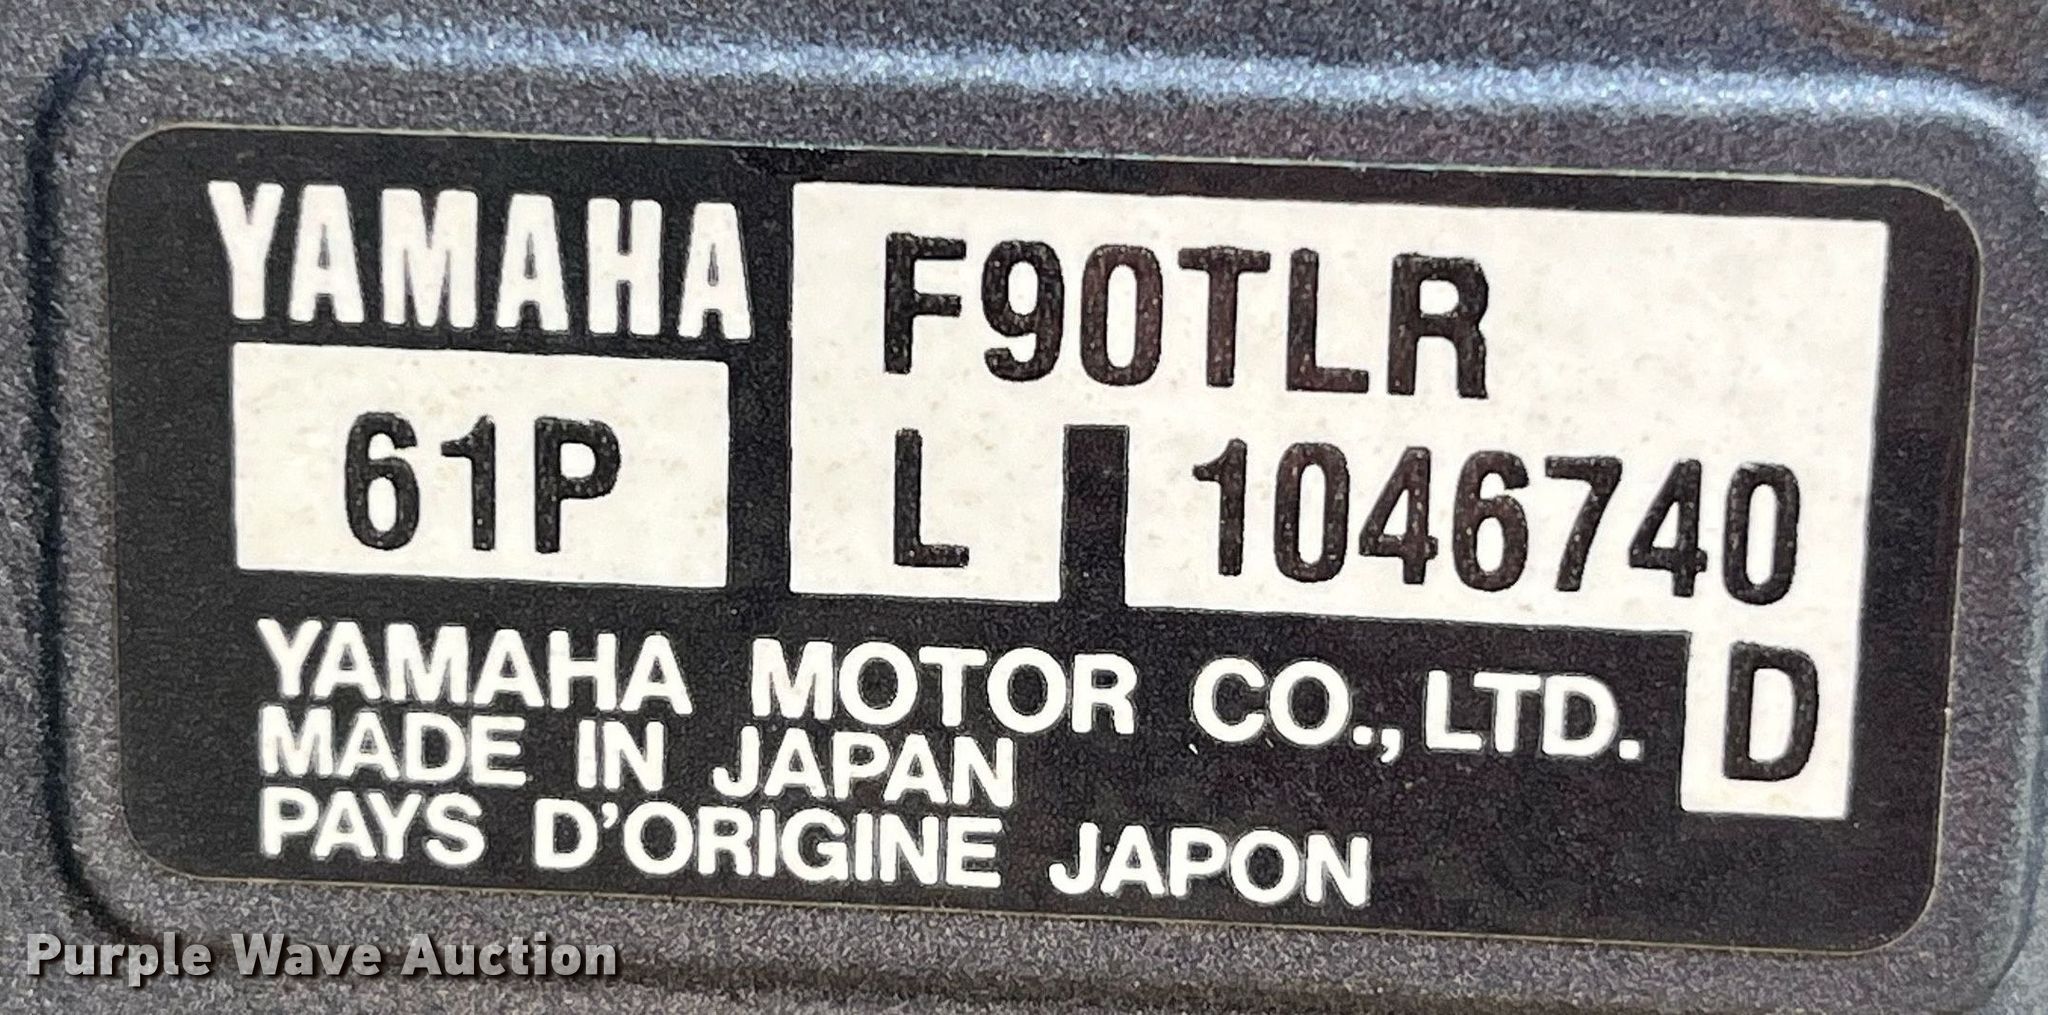 YAMAHA
F90TLR
61P
L 1046740
D
YAMAHA MOTOR CO., LTD.
MADE IN JAPAN
PAYS D'ORIGINE JAPON
Purple Wave Auction